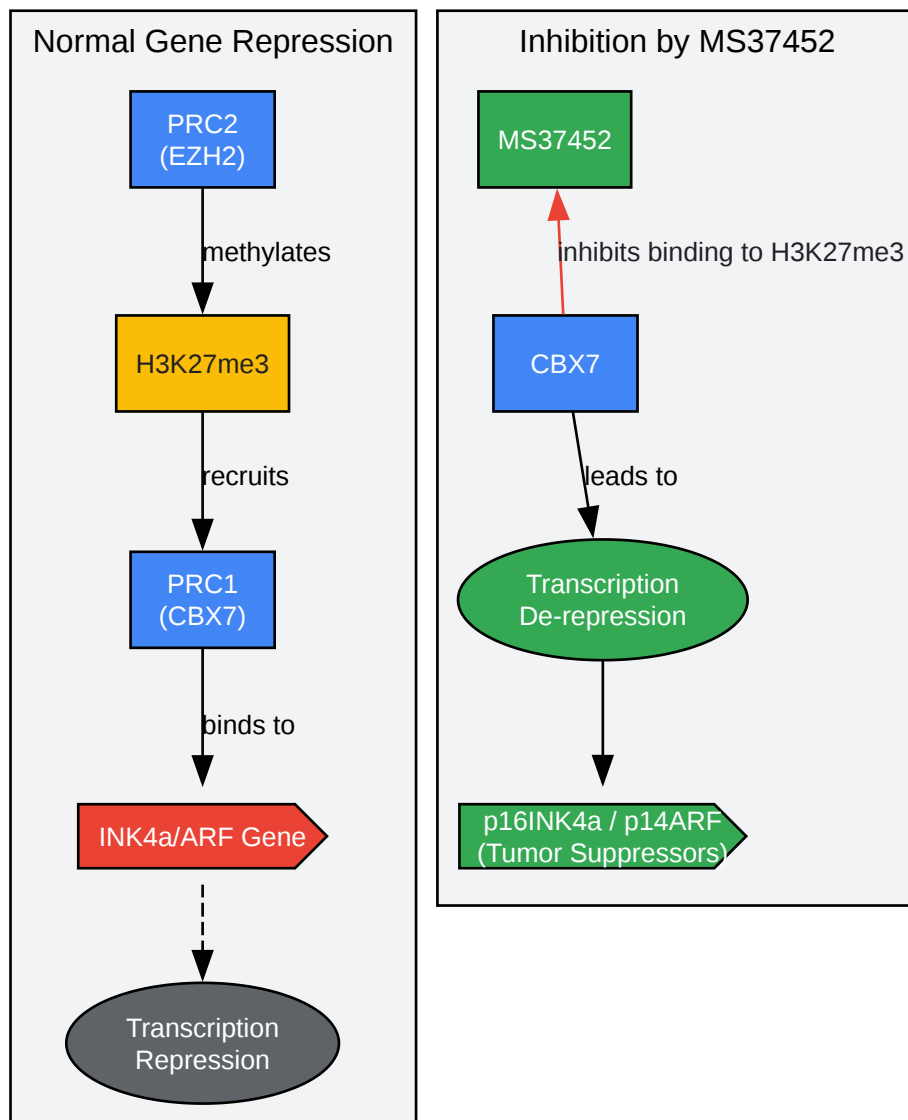 Normal Gene Repression
PRC2
(EZH2)
methylates
H3K27me3
recruits
PRC1
(CBX7)
binds to
INK4a/ARF Gene
Transcription
Repression
Inhibition by MS37452
MS37452
inhibits binding to H3K27me3
CBX7
leads to
Transcription
De-repression
p16INK4a / p14ARF
(Tumor Suppressors)